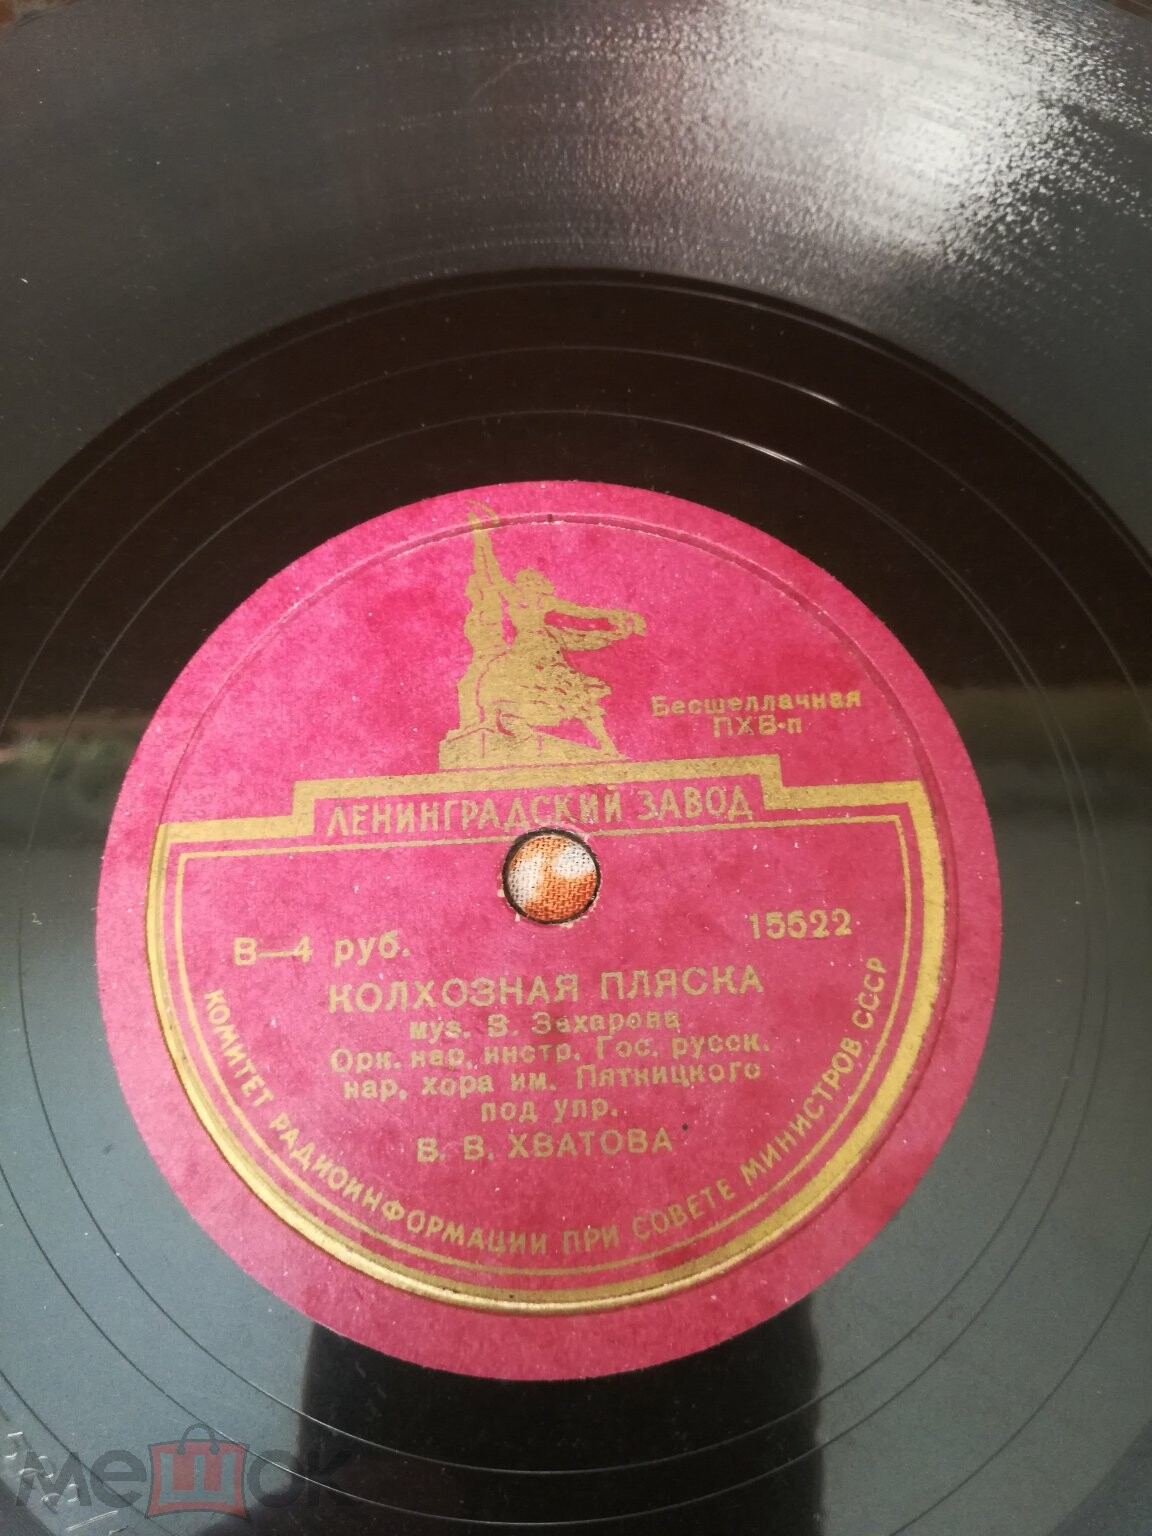 Бесшеллачная
ПХВ-п
ЛЕНИНГРАДСКИЙ ЗАВОД
В—4 руб.
15522
КОЛХОЗНАЯ ПЛЯСКА
муз. В. Захарова
Орк. нар. инстр. Гос. русск.
нар. хора им. Пятницкого
под упр.
В. В. ХВАТОВА
КОМИТЕТ РАДИОИНФОРМАЦИИ ПРИ СОВЕТЕ МИНИСТРОВ СССР
мешок